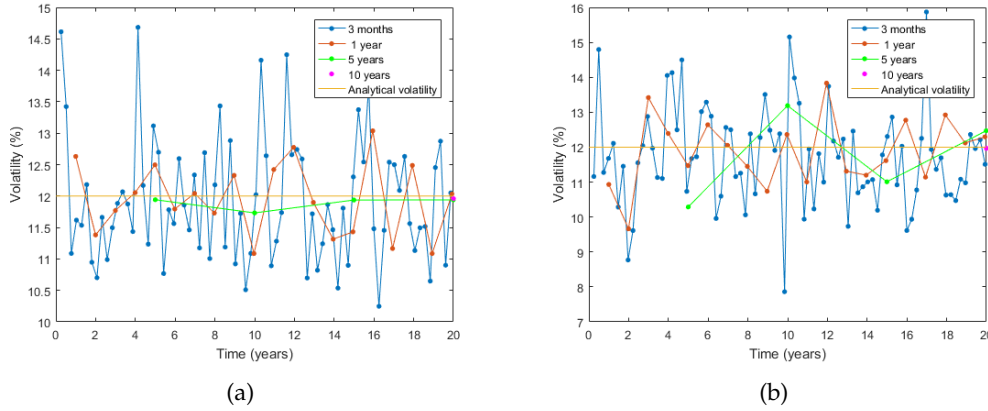 15
14.5
14
13.5
13
12.5
12
11.5
11
10.5
10
0 2 4 6 8 10 12 14 16 18 20
Volatility (%)
Time (years)
3 months
1 year
5 years
10 years
Analytical volatility
(a)
16
15
14
13
12
11
10
9
8
7
0 2 4 6 8 10 12 14 16 18 20
Volatility (%)
Time (years)
3 months
1 year
5 years
10 years
Analytical volatility
(b)